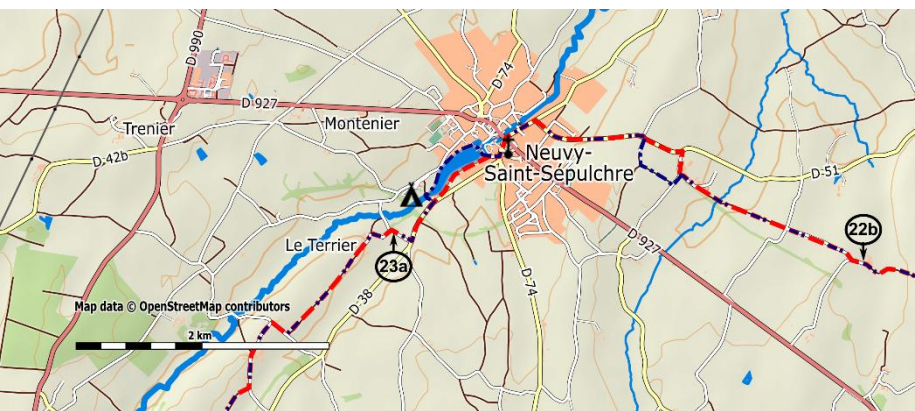 D-990
D-74
D 927
Trenier
Montenier
D-42b
Neuvy-
Saint-Sépulchre
D-51
22b
Le Terrier
23a
D 927
D-38
D-74
Map data © OpenStreetMap contributors
2 km